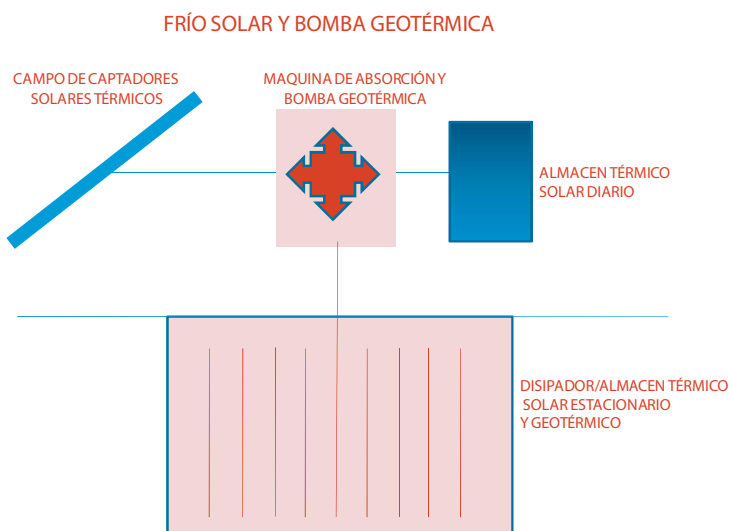 FRÍO SOLAR Y BOMBA GEOTÉRMICA
CAMPO DE CAPTADORES
SOLARES TÉRMICOS
MAQUINA DE ABSORCIÓN Y
BOMBA GEOTÉRMICA
ALMACEN TÉRMICO
SOLAR DIARIO
DISIPADOR/ALMACEN TÉRMICO
SOLAR ESTACIONARIO
Y GEOTÉRMICO